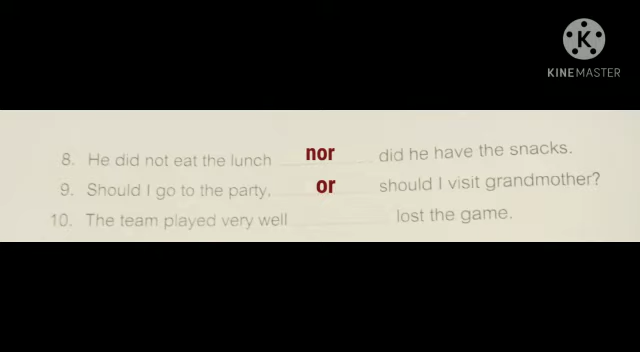 KINEMASTER
8. He did not eat the lunch nor did he have the snacks.
9. Should I go to the party, or should I visit grandmother?
10. The team played very well lost the game.